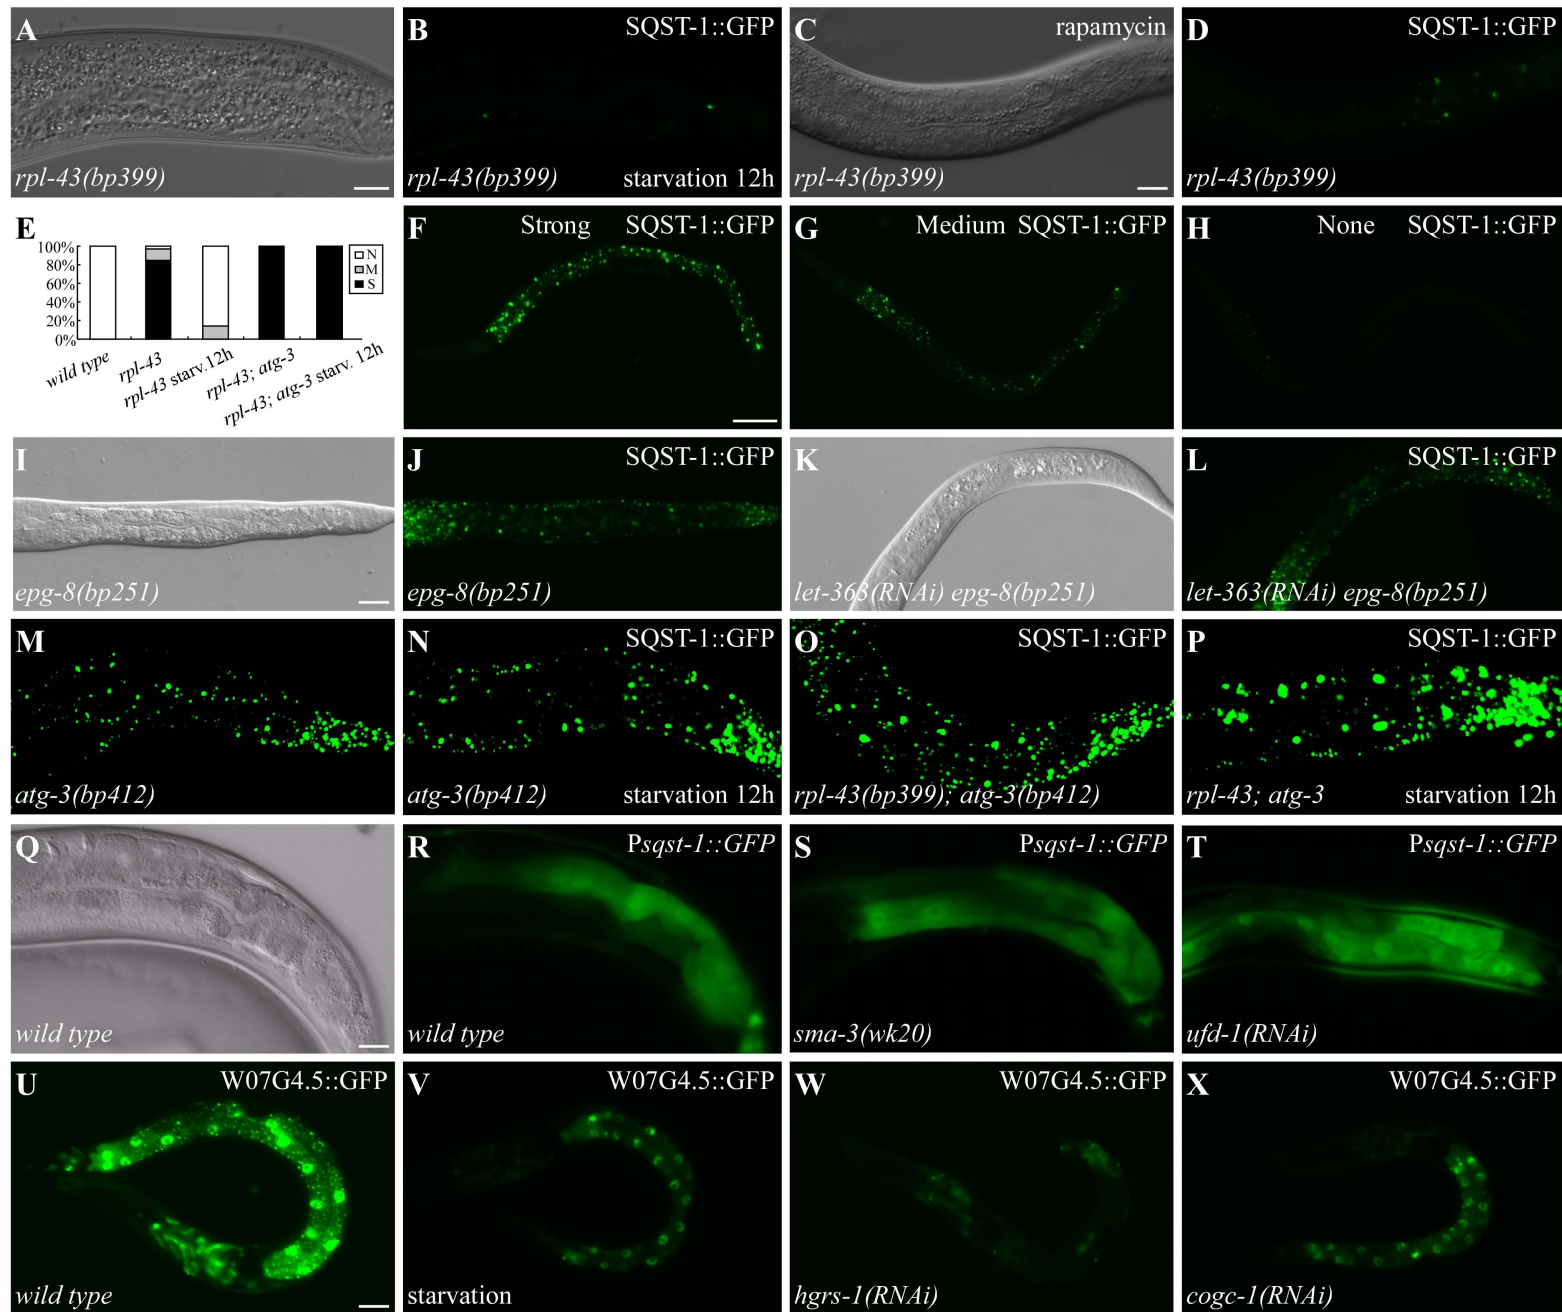 A
rpl-43(bp399)
B SQST-1::GFP
rpl-43(bp399) starvation 12h
C rapamycin
rpl-43(bp399)
D SQST-1::GFP
rpl-43(bp399)
E
100%
80%
60%
40%
20%
0%
N
M
S
wild type
rpl-43
rpl-43 starv.12h
rpl-43; atg-3
rpl-43; atg-3 starv. 12h
F Strong SQST-1::GFP
G Medium SQST-1::GFP
H None SQST-1::GFP
I
epg-8(bp251)
J SQST-1::GFP
epg-8(bp251)
K
let-363(RNAi) epg-8(bp251)
L SQST-1::GFP
let-363(RNAi) epg-8(bp251)
M
atg-3(bp412)
N SQST-1::GFP
atg-3(bp412) starvation 12h
O SQST-1::GFP
rpl-43(bp399); atg-3(bp412)
P SQST-1::GFP
rpl-43; atg-3 starvation 12h
Q
wild type
R Psqst-1::GFP
wild type
S Psqst-1::GFP
sma-3(wk20)
T Psqst-1::GFP
ufd-1(RNAi)
U W07G4.5::GFP
wild type
V W07G4.5::GFP
starvation
W W07G4.5::GFP
hgrs-1(RNAi)
X W07G4.5::GFP
cogc-1(RNAi)